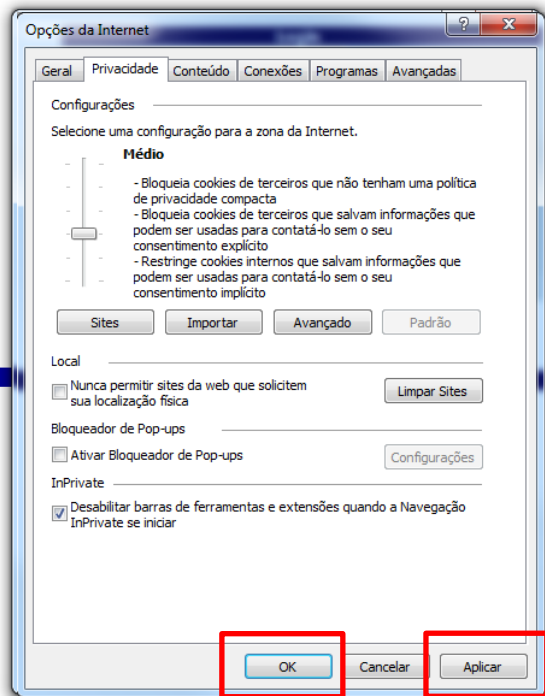 Opções da Internet
Geral Privacidade Conteúdo Conexões Programas Avançadas
Configurações
Selecione uma configuração para a zona da Internet.
Médio
- Bloqueia cookies de terceiros que não tenham uma política
de privacidade compacta
- Bloqueia cookies de terceiros que salvam informações que
podem ser usadas para contatá-lo sem o seu
consentimento explícito
- Restringe cookies internos que salvam informações que
podem ser usadas para contatá-lo sem o seu
consentimento implícito
Sites Importar Avançado Padrão
Local
Nunca permitir sites da web que solicitem
sua localização física
Limpar Sites
Bloqueador de Pop-ups
Ativar Bloqueador de Pop-ups Configurações
InPrivate
Desabilitar barras de ferramentas e extensões quando a Navegação
InPrivate se iniciar
OK Cancelar Aplicar